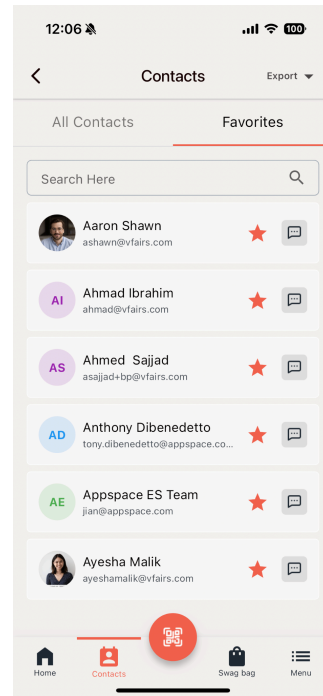 12:06
100
Contacts
Export
All Contacts
Favorites
Search Here
Aaron Shawn
ashawn@vfairs.com
AI
Ahmad Ibrahim
ahmad@vfairs.com
AS
Ahmed  Sajjad
asajjad+bp@vfairs.com
AD
Anthony Dibenedetto
tony.dibenedetto@appspace.co...
AE
Appspace ES Team
jian@appspace.com
Ayesha Malik
ayeshamalik@vfairs.com
Home
Contacts
Swag bag
Menu